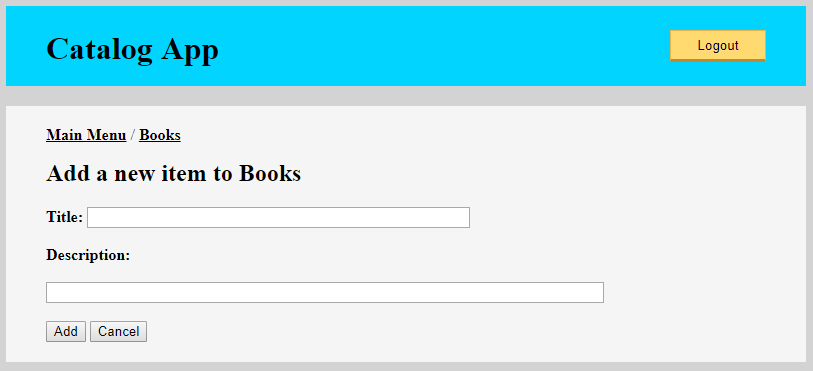 Catalog App
Logout
Main Menu / Books
Add a new item to Books
Title:
Description:
Add Cancel